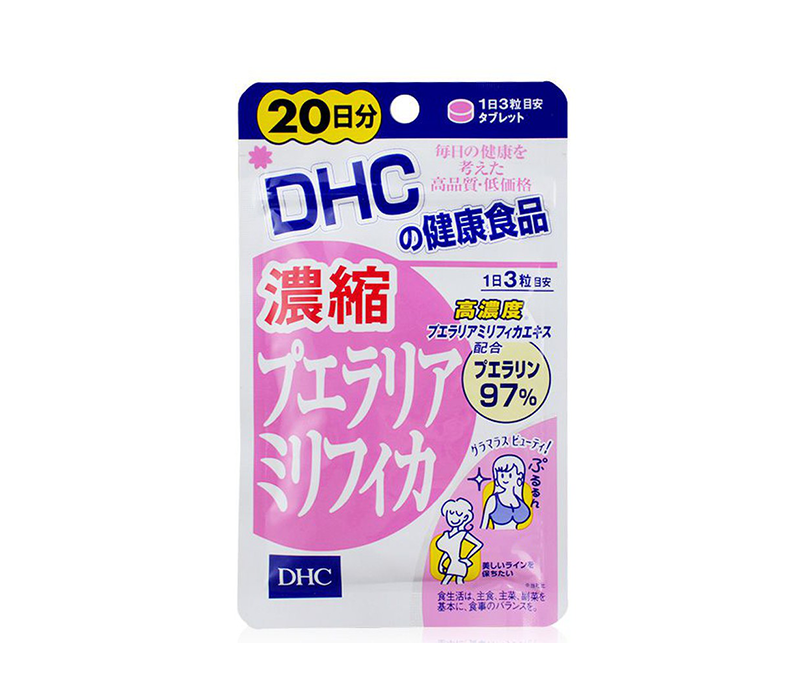 20日分
1日3粒目安
タブレット
毎日の健康を
考えた
高品質・低価格
DHC
の健康食品
濃縮
プエラリア
ミリフィカ
1日3粒目安
高濃度
プエラリアミリフィカエキス
配合
プエラリン
97%
グラマラスビューティ!
ぷるるん
美しいラインを
保ちたい
食生活は、主食、主菜、副菜を
基本に、食事のバランスを。
DHC